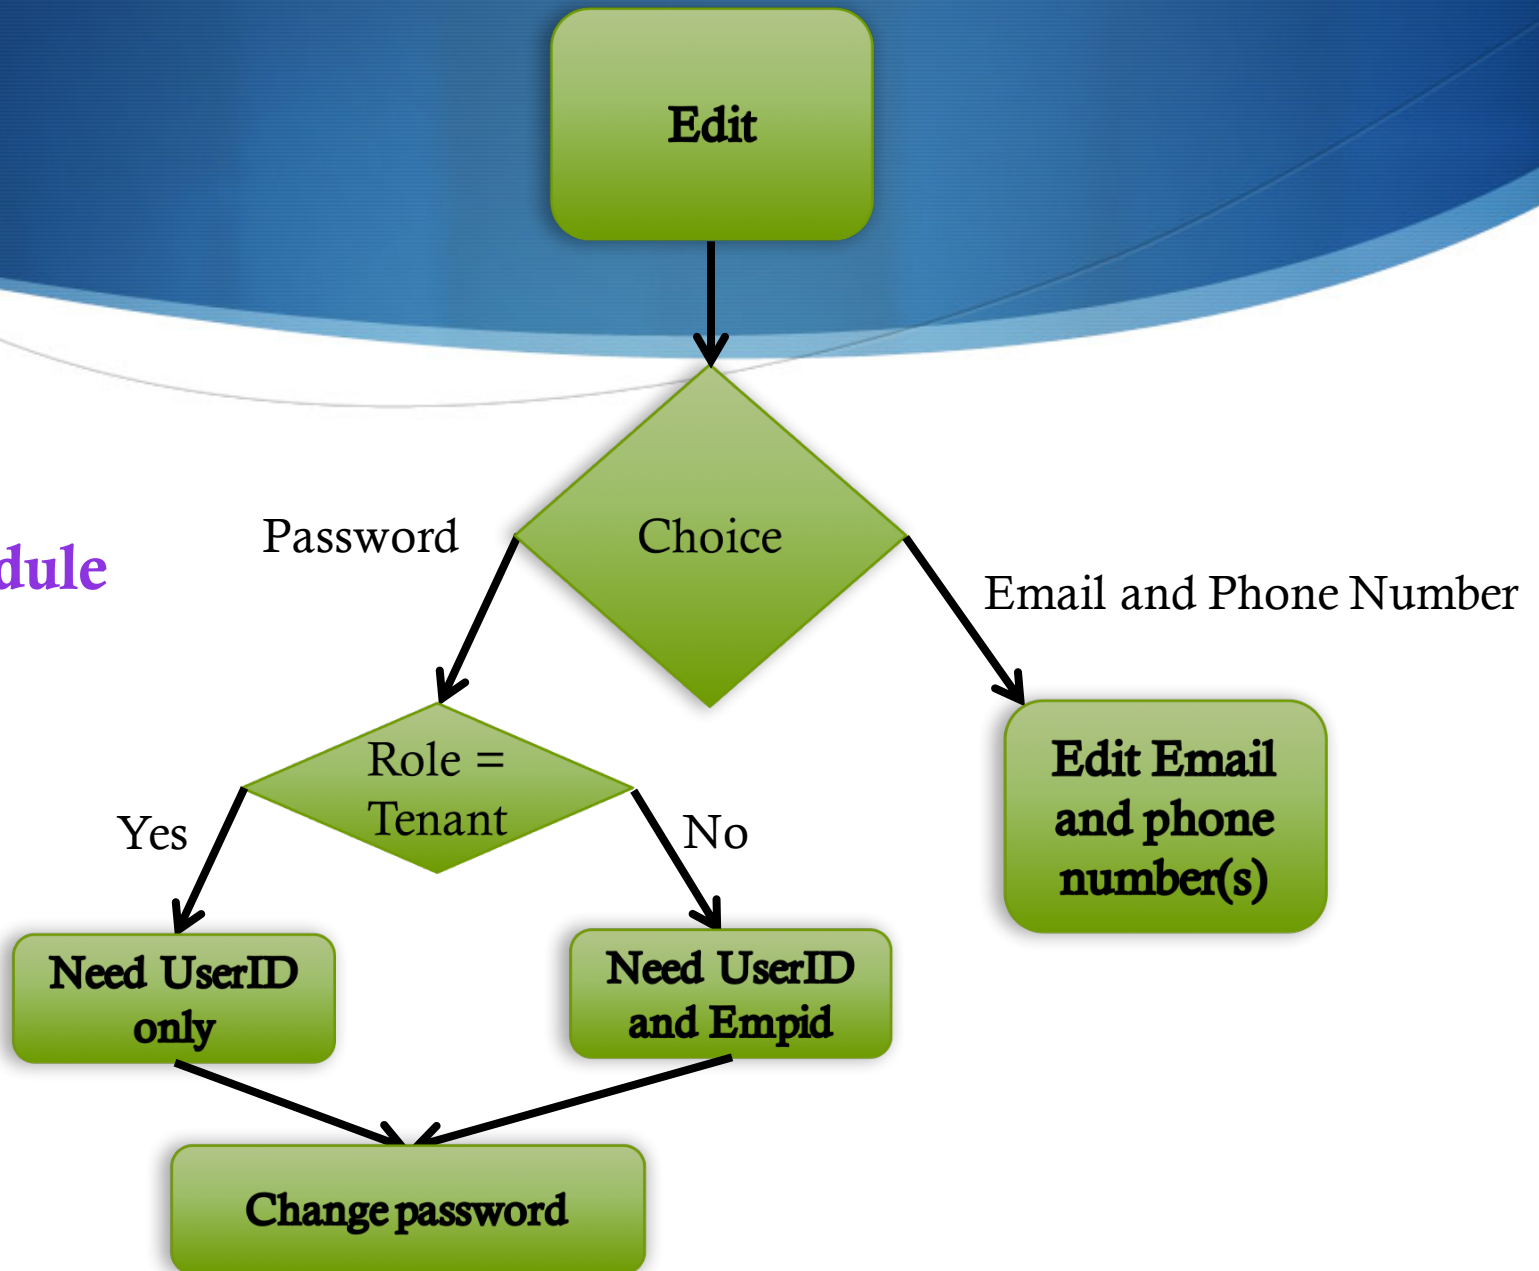 Edit
Choice
Password
dule
Email and Phone Number
Role =
Tenant
Edit Email
and phone
number(s)
Yes
No
Need UserID
only
Need UserID
and Empid
Change password